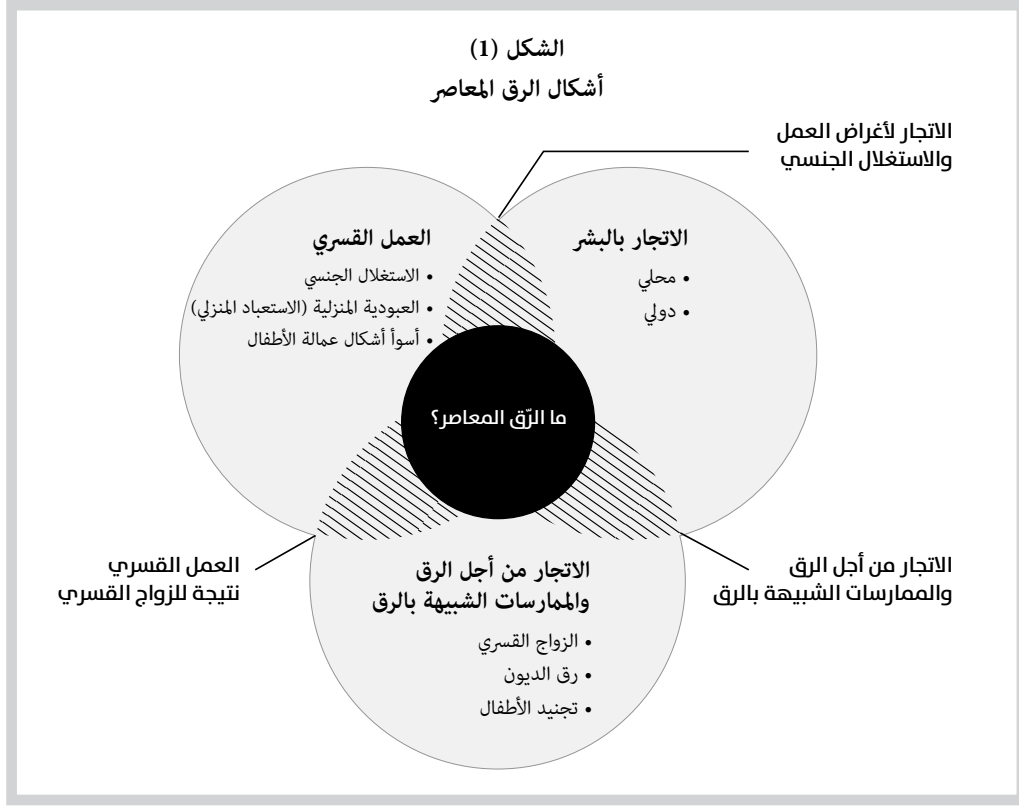 الشكل (1)
أشكال الرق المعاصر
الاتجار لأغراض العمل
والاستغلال الجنسي
الاتجار بالبشر
• محلي
• دولي
العمل القسري
• الاستغلال الجنسي
• العبودية المنزلية (الاستعباد المنزلي)
• أسوأ أشكال عمالة الأطفال
ما الرّق المعاصر؟
الاتجار من أجل الرق
والممارسات الشبيهة بالرق
العمل القسري
نتيجة للزواج القسري
الاتجار من أجل الرق
والممارسات الشبيهة بالرق
• الزواج القسري
• رق الديون
• تجنيد الأطفال